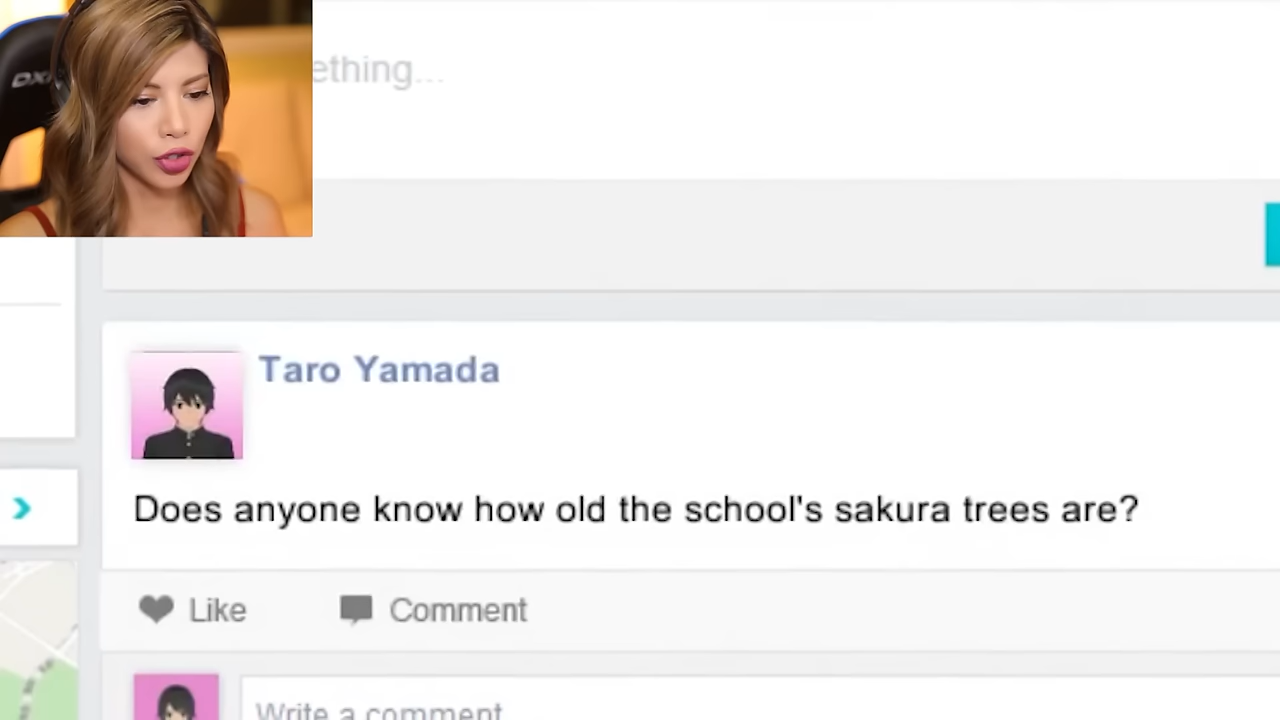 ething...
Taro Yamada
Does anyone know how old the school's sakura trees are?
Like
Comment
Write a comment